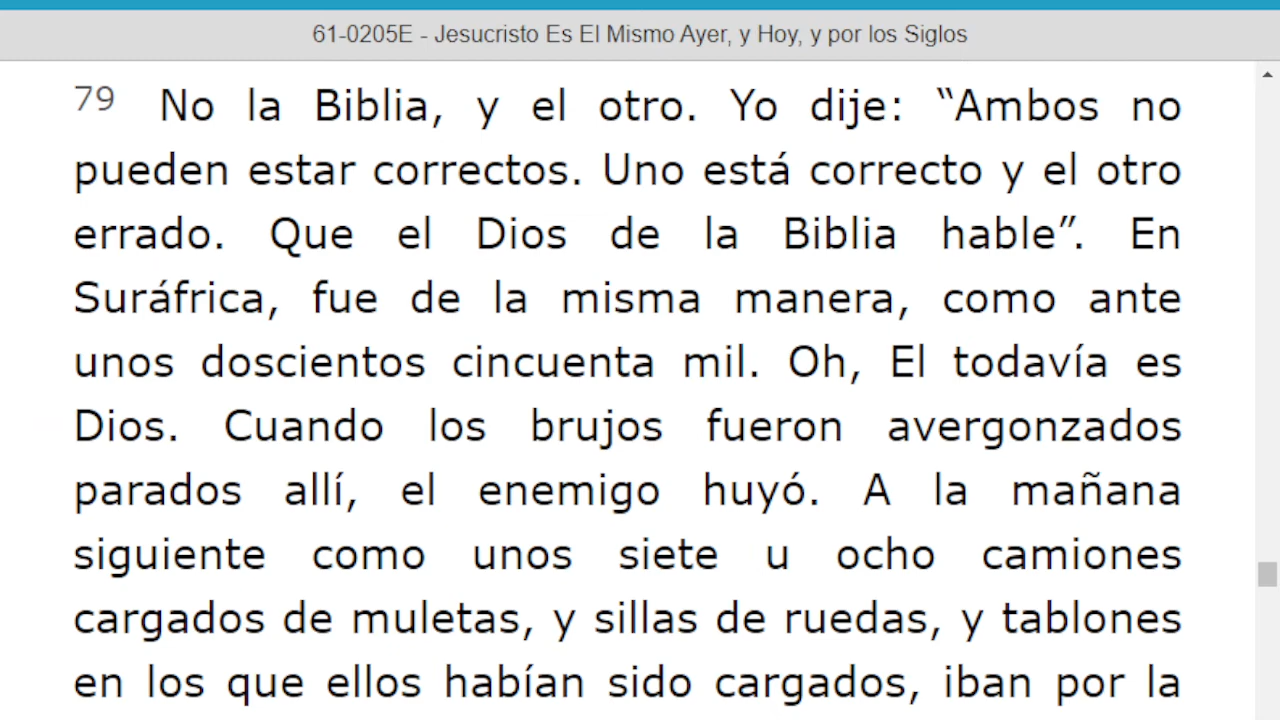 61-0205E - Jesucristo Es El Mismo Ayer, y Hoy, y por los Siglos
79 No la Biblia, y el otro. Yo dije: “Ambos no
pueden estar correctos. Uno está correcto y el otro
errado. Que el Dios de la Biblia hable”. En
Suráfrica, fue de la misma manera, como ante
unos doscientos cincuenta mil. Oh, El todavía es
Dios. Cuando los brujos fueron avergonzados
parados allí, el enemigo huyó. A la mañana
siguiente como unos siete u ocho camiones
cargados de muletas, y sillas de ruedas, y tablones
en los que ellos habían sido cargados, iban por la